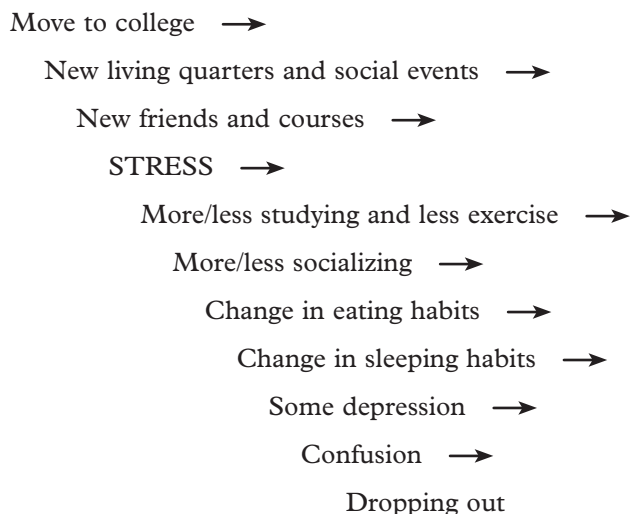 Move to college →
New living quarters and social events →
New friends and courses →
STRESS →
More/less studying and less exercise →
More/less socializing →
Change in eating habits →
Change in sleeping habits →
Some depression →
Confusion →
Dropping out